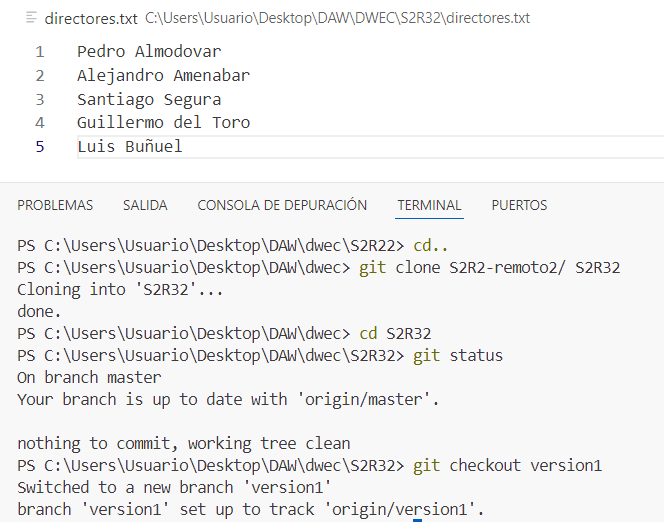 directores.txt C:\Users\Usuario\Desktop\DAW\DWEC\S2R32\directores.txt
1 Pedro Almodovar
2 Alejandro Amenabar
3 Santiago Segura
4 Guillermo del Toro
5 Luis Buñuel
PROBLEMAS SALIDA CONSOLA DE DEPURACIÓN TERMINAL PUERTOS
PS C:\Users\Usuario\Desktop\DAW\dwec\S2R22> cd..
PS C:\Users\Usuario\Desktop\DAW\dwec> git clone S2R2-remoto2/ S2R32
Cloning into 'S2R32'...
done.
PS C:\Users\Usuario\Desktop\DAW\dwec> cd S2R32
PS C:\Users\Usuario\Desktop\DAW\dwec\S2R32> git status
On branch master
Your branch is up to date with 'origin/master'.
nothing to commit, working tree clean
PS C:\Users\Usuario\Desktop\DAW\dwec\S2R32> git checkout version1
Switched to a new branch 'version1'
branch 'version1' set up to track 'origin/version1'.